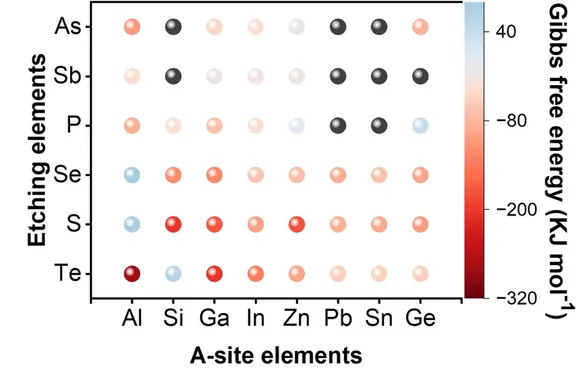 Etching elements
As
Sb
P
Se
S
Te
Al Si Ga In Zn Pb Sn Ge
A-site elements
40
−80
−200
−320
Gibbs free energy (KJ mol⁻¹)